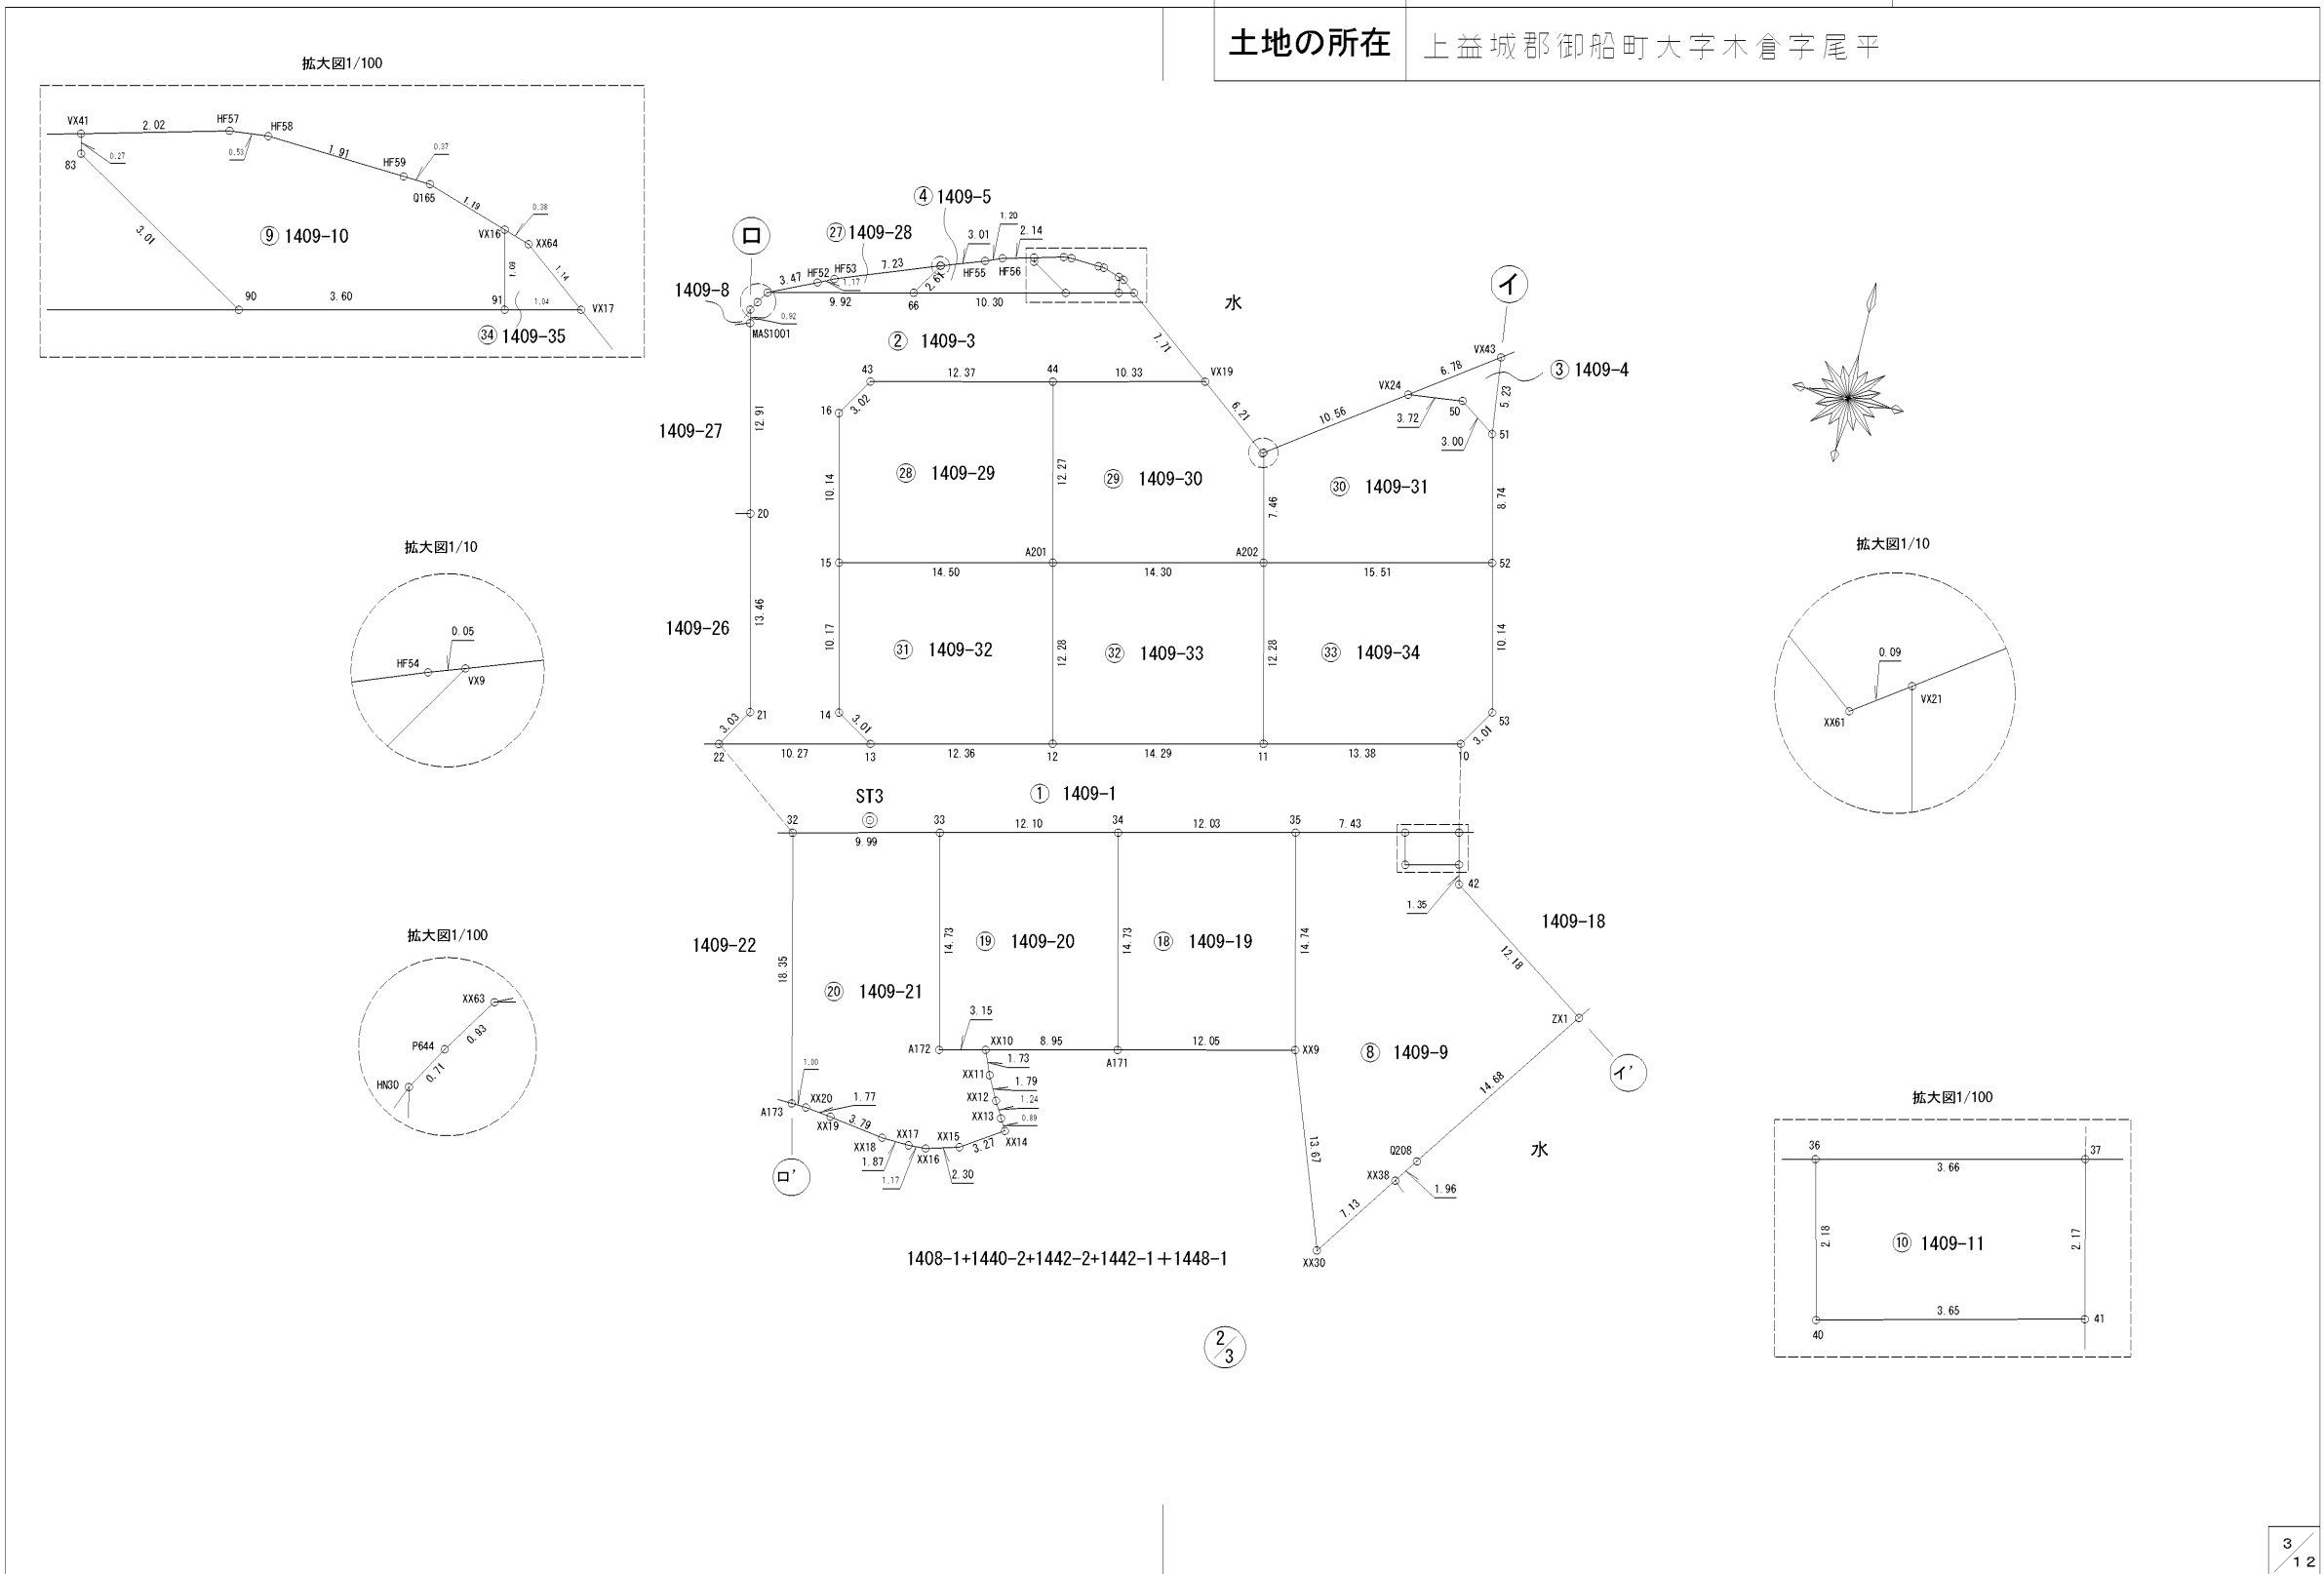 土地の所在 上益城郡御船町大字木倉字尾平
拡大図1/100
VX41 2.02 HF57 HF58
0.27 0.53 1.91 0.37
83 HF59
Q165 1.19 0.38
3.01 VX16 XX64
⑨ 1409-10
1.09 1.14
90 3.60 91 1.04 VX17
㉞ 1409-35
④ 1409-5
ロ ㉗ 1409-28 3.01 1.20 2.14
3.47 HF52 HF53 1.17 7.23 2.61 HF55 HF56
1409-8 9.92 66 10.30 水
0.92
MAS1001
② 1409-3 7.71
イ
VX43
43 12.37 44 10.33 VX19
6.78 ③ 1409-4
VX24 5.23
16 3.02 6.21 10.56 3.72 50
3.00 51
1409-27 12.91
10.14 ㉘ 1409-29 12.27 ㉙ 1409-30 7.46 ㉚ 1409-31 8.74
20
15 A201 A202 52
14.50 14.30 15.51
1409-26 13.46
10.17 ㉛ 1409-32 12.28 ㉜ 1409-33 12.28 ㉝ 1409-34 10.14
3.03 21 14 3.01 53
22 10.27 13 12.36 12 14.29 11 13.38 10 3.01
拡大図1/10
0.05
HF54
VX9
拡大図1/10
0.09
XX61 VX21
① 1409-1
ST3
32 33 12.10 34 12.03 35 7.43
9.99
42
1.35
1409-18
1409-22 18.35 14.73 ⑲ 1409-20 14.73 ⑱ 1409-19 14.74 12.18
⑳ 1409-21
3.15 ZX1
A172 XX10 8.95 A171 12.05 XX9 ⑧ 1409-9
イ'
1.73
XX11 1.79
XX12 1.24
XX13 0.89
XX14
1.00
A173 XX20 1.77
XX19 3.79
XX18 XX17 XX15 3.27
1.87 XX16
1.17 2.30
ロ'
14.68
13.67 水
Q208
XX38 1.96
7.13
XX30
拡大図1/100
XX63
P644 0.93
HN30 0.71
拡大図1/100
36 3.66 37
2.18 ⑩ 1409-11 2.17
40 3.65 41
1408-1+1440-2+1442-2+1442-1＋1448-1
2/3
3/12